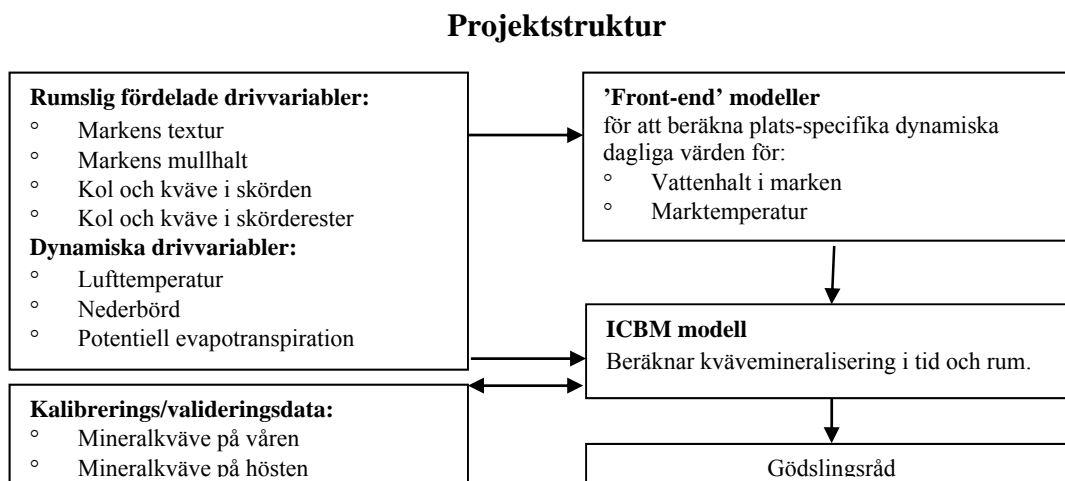 Projektstruktur
Rumslig fördelade drivvariabler:
° Markens textur
° Markens mullhalt
° Kol och kväve i skörden
° Kol och kväve i skörderester
Dynamiska drivvariabler:
° Lufttemperatur
° Nederbörd
° Potentiell evapotranspiration
Kalibrerings/valideringsdata:
° Mineralkväve på våren
° Mineralkväve på hösten
’Front-end’ modeller
för att beräkna plats-specifika dynamiska
dagliga värden för:
° Vattenhalt i marken
° Marktemperatur
ICBM modell
Beräknar kvävemineralisering i tid och rum.
Gödslingsråd